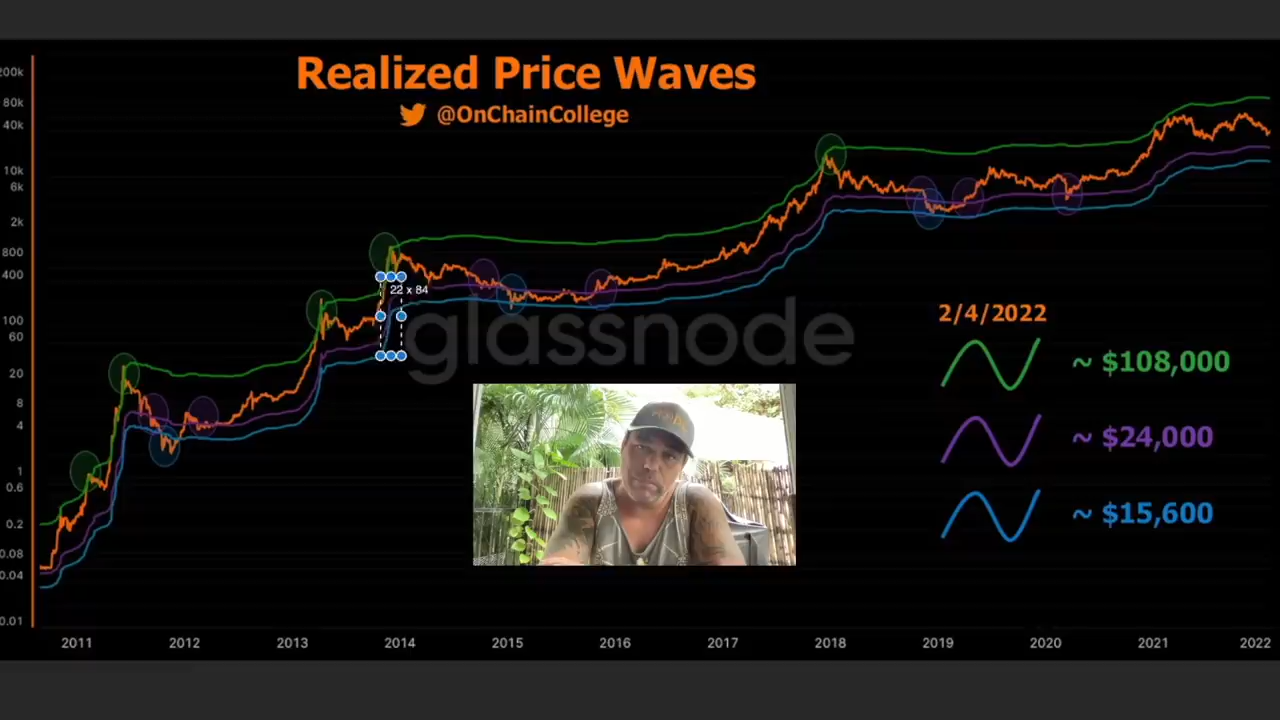 Realized Price Waves
@OnChainCollege
00k
80k
40k
10k
6k
2k
800
400
100
60
20
8
4
1
0.6
0.2
0.08
0.04
0.01
22 x 84
glassnode
2/4/2022
~ $108,000
~ $24,000
~ $15,600
2011 2012 2013 2014 2015 2016 2017 2018 2019 2020 2021 2022